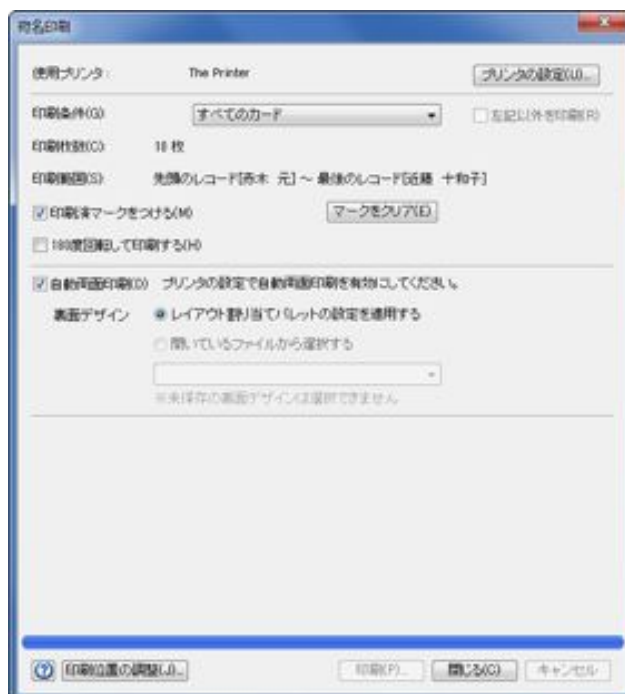 宛名印刷
使用プリンタ: The Printer プリンタの設定(U)...
印刷条件(G) すべてのカード 左記以外を印刷(R)
印刷枚数(C) 10 枚
印刷範囲(S) 先頭のレコード[赤木 元] ～ 最後のレコード[近藤 十和子]
印刷済マークをつける(M) マークをクリア(E)
180度回転して印刷する(H)
自動両面印刷(D) プリンタの設定で自動両面印刷を有効にしてください。
裏面デザイン レイアウト割り当てパレットの設定を適用する
開いているファイルから選択する
※未保存の裏面デザインは選択できません
印刷位置の調整(J)... 印刷(P)... 閉じる(C) キャンセル